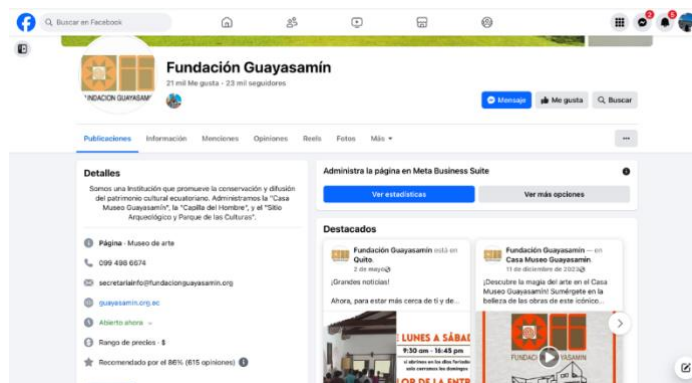 Buscar en Facebook
2
6
Fundación Guayasamín
21 mil Me gusta • 23 mil seguidores
Mensaje
Me gusta
Buscar
Publicaciones
Información
Menciones
Opiniones
Reels
Fotos
Más
Detalles
Somos una Institución que promueve la conservación y difusión
del patrimonio cultural ecuatoriano. Administramos la "Casa
Museo Guayasamín", la "Capilla del Hombre", y el "Sitio
Arqueológico y Parque de las Culturas".
Página · Museo de arte
099 498 6674
secretariainfo@fundacionguayasamin.org
guayasamin.org.ec
Abierto ahora
Rango de precios · $
Recomendado por el 86% (615 opiniones)
Administra la página en Meta Business Suite
Ver estadísticas
Ver más opciones
Destacados
Fundación Guayasamín está en
Quito.
2 de mayo
¡Grandes noticias!
Ahora, para estar más cerca de ti y de...
LUNES A SÁBAD
9:30 am - 16:45 pm
Fundación Guayasamín — en
Casa Museo Guayasamín.
11 de diciembre de 2023
¡Descubre la magia del arte en el Casa
Museo Guayasamín! Sumérgete en la
belleza de las obras de este icónico...